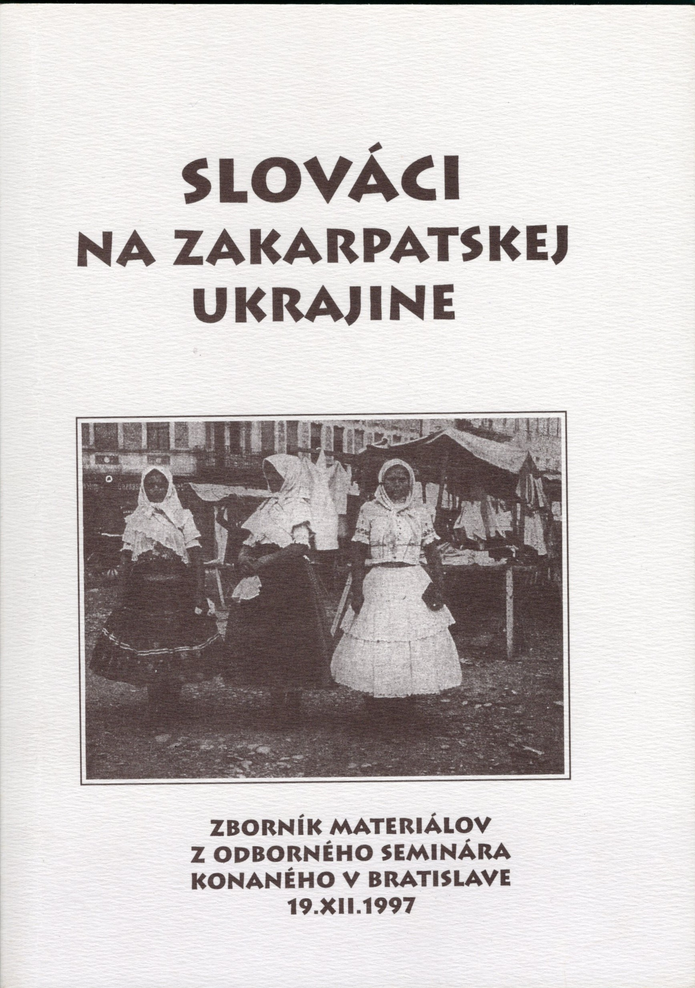 SLOVÁCI
NA ZAKARPATSKEJ
UKRAJINE
ZBORNÍK MATERIÁLOV
Z ODBORNÉHO SEMINÁRA
KONANÉHO V BRATISLAVE
19.XII.1997